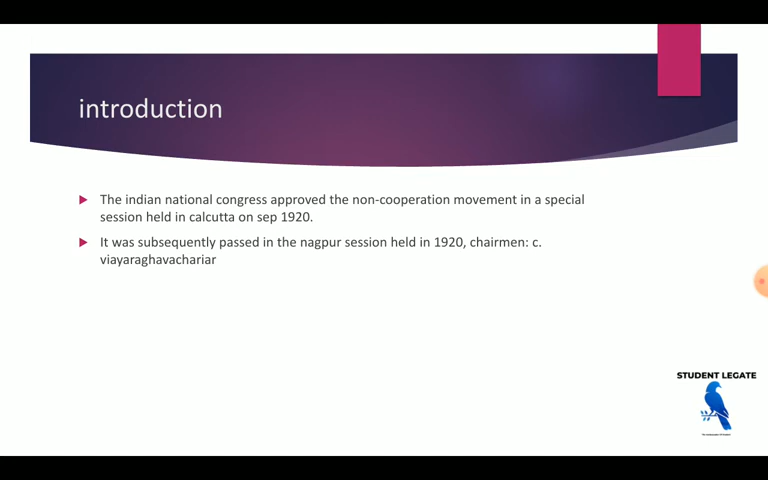 introduction
The indian national congress approved the non-cooperation movement in a special
session held in calcutta on sep 1920.
It was subsequently passed in the nagpur session held in 1920, chairmen: c.
viayaraghavachariar
STUDENT LEGATE